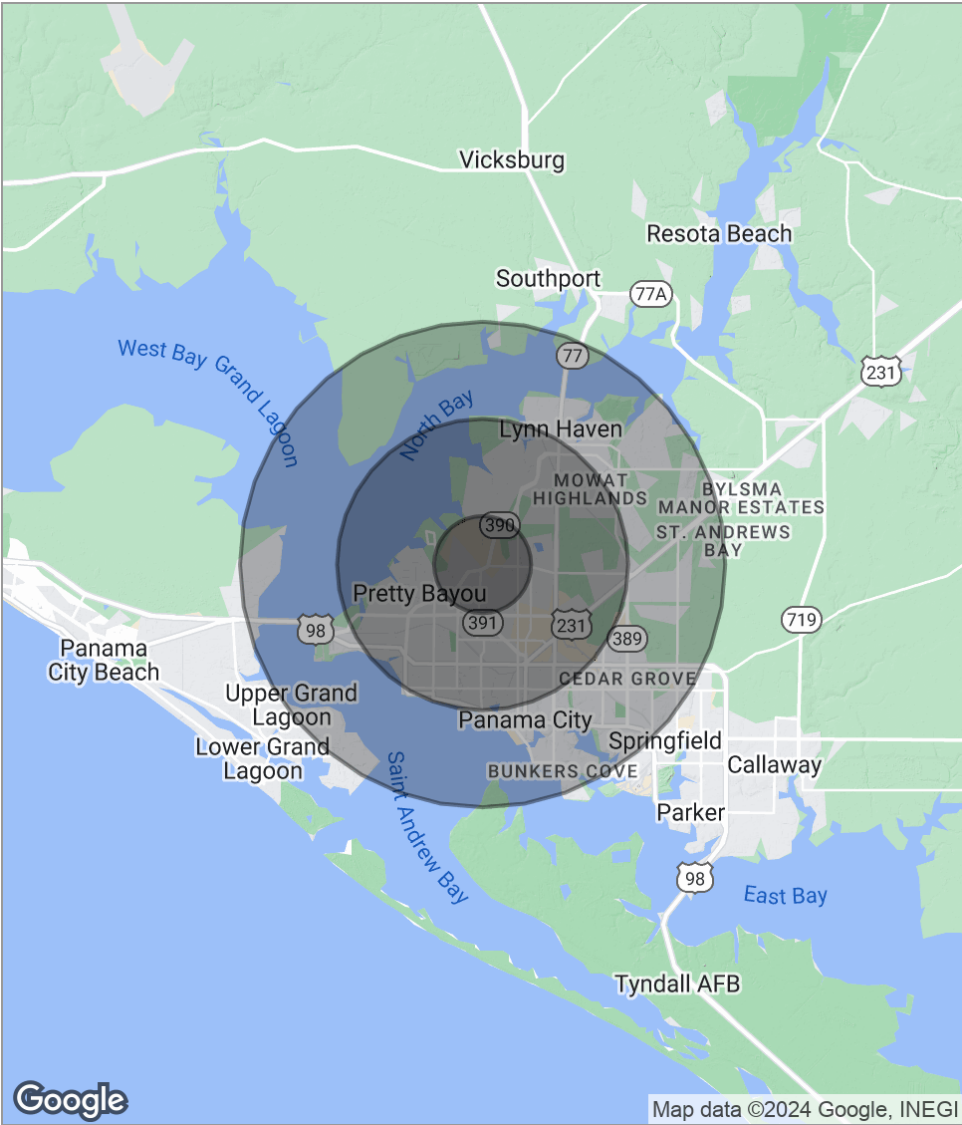 Vicksburg
Resota Beach
Southport
77A
West Bay
Grand Lagoon
77
231
North Bay
Lynn Haven
MOWAT
HIGHLANDS
BYLSMA
MANOR ESTATES
ST. ANDREWS
BAY
390
Pretty Bayou
98
391
231
389
719
Panama
City Beach
CEDAR GROVE
Upper Grand
Lagoon
Panama City
Lower Grand
Lagoon
Springfield
BUNKERS COVE
Callaway
Saint Andrew Bay
Parker
98
East Bay
Tyndall AFB
Google
Map data ©2024 Google, INEGI